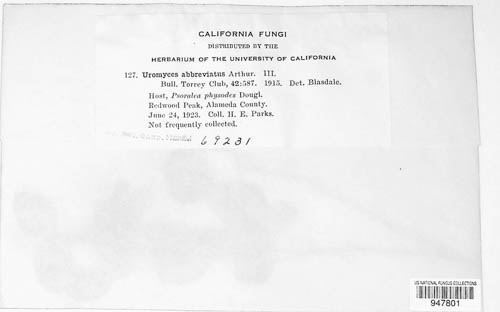 CALIFORNIA FUNGI
DISTRIBUTED BY THE
HERBARIUM OF THE UNIVERSITY OF CALIFORNIA
127. Uromyces abbreviatus Arthur. III.
Bull. Torrey Club, 42:587. 1915. Det. Blasdale.
Host, Psoralea physodes Dougl.
Redwood Peak, Alameda County.
June 24, 1923. Coll. H. E. Parks.
Not frequently collected.
69231
US NATIONAL FUNGUS COLLECTIONS
947801